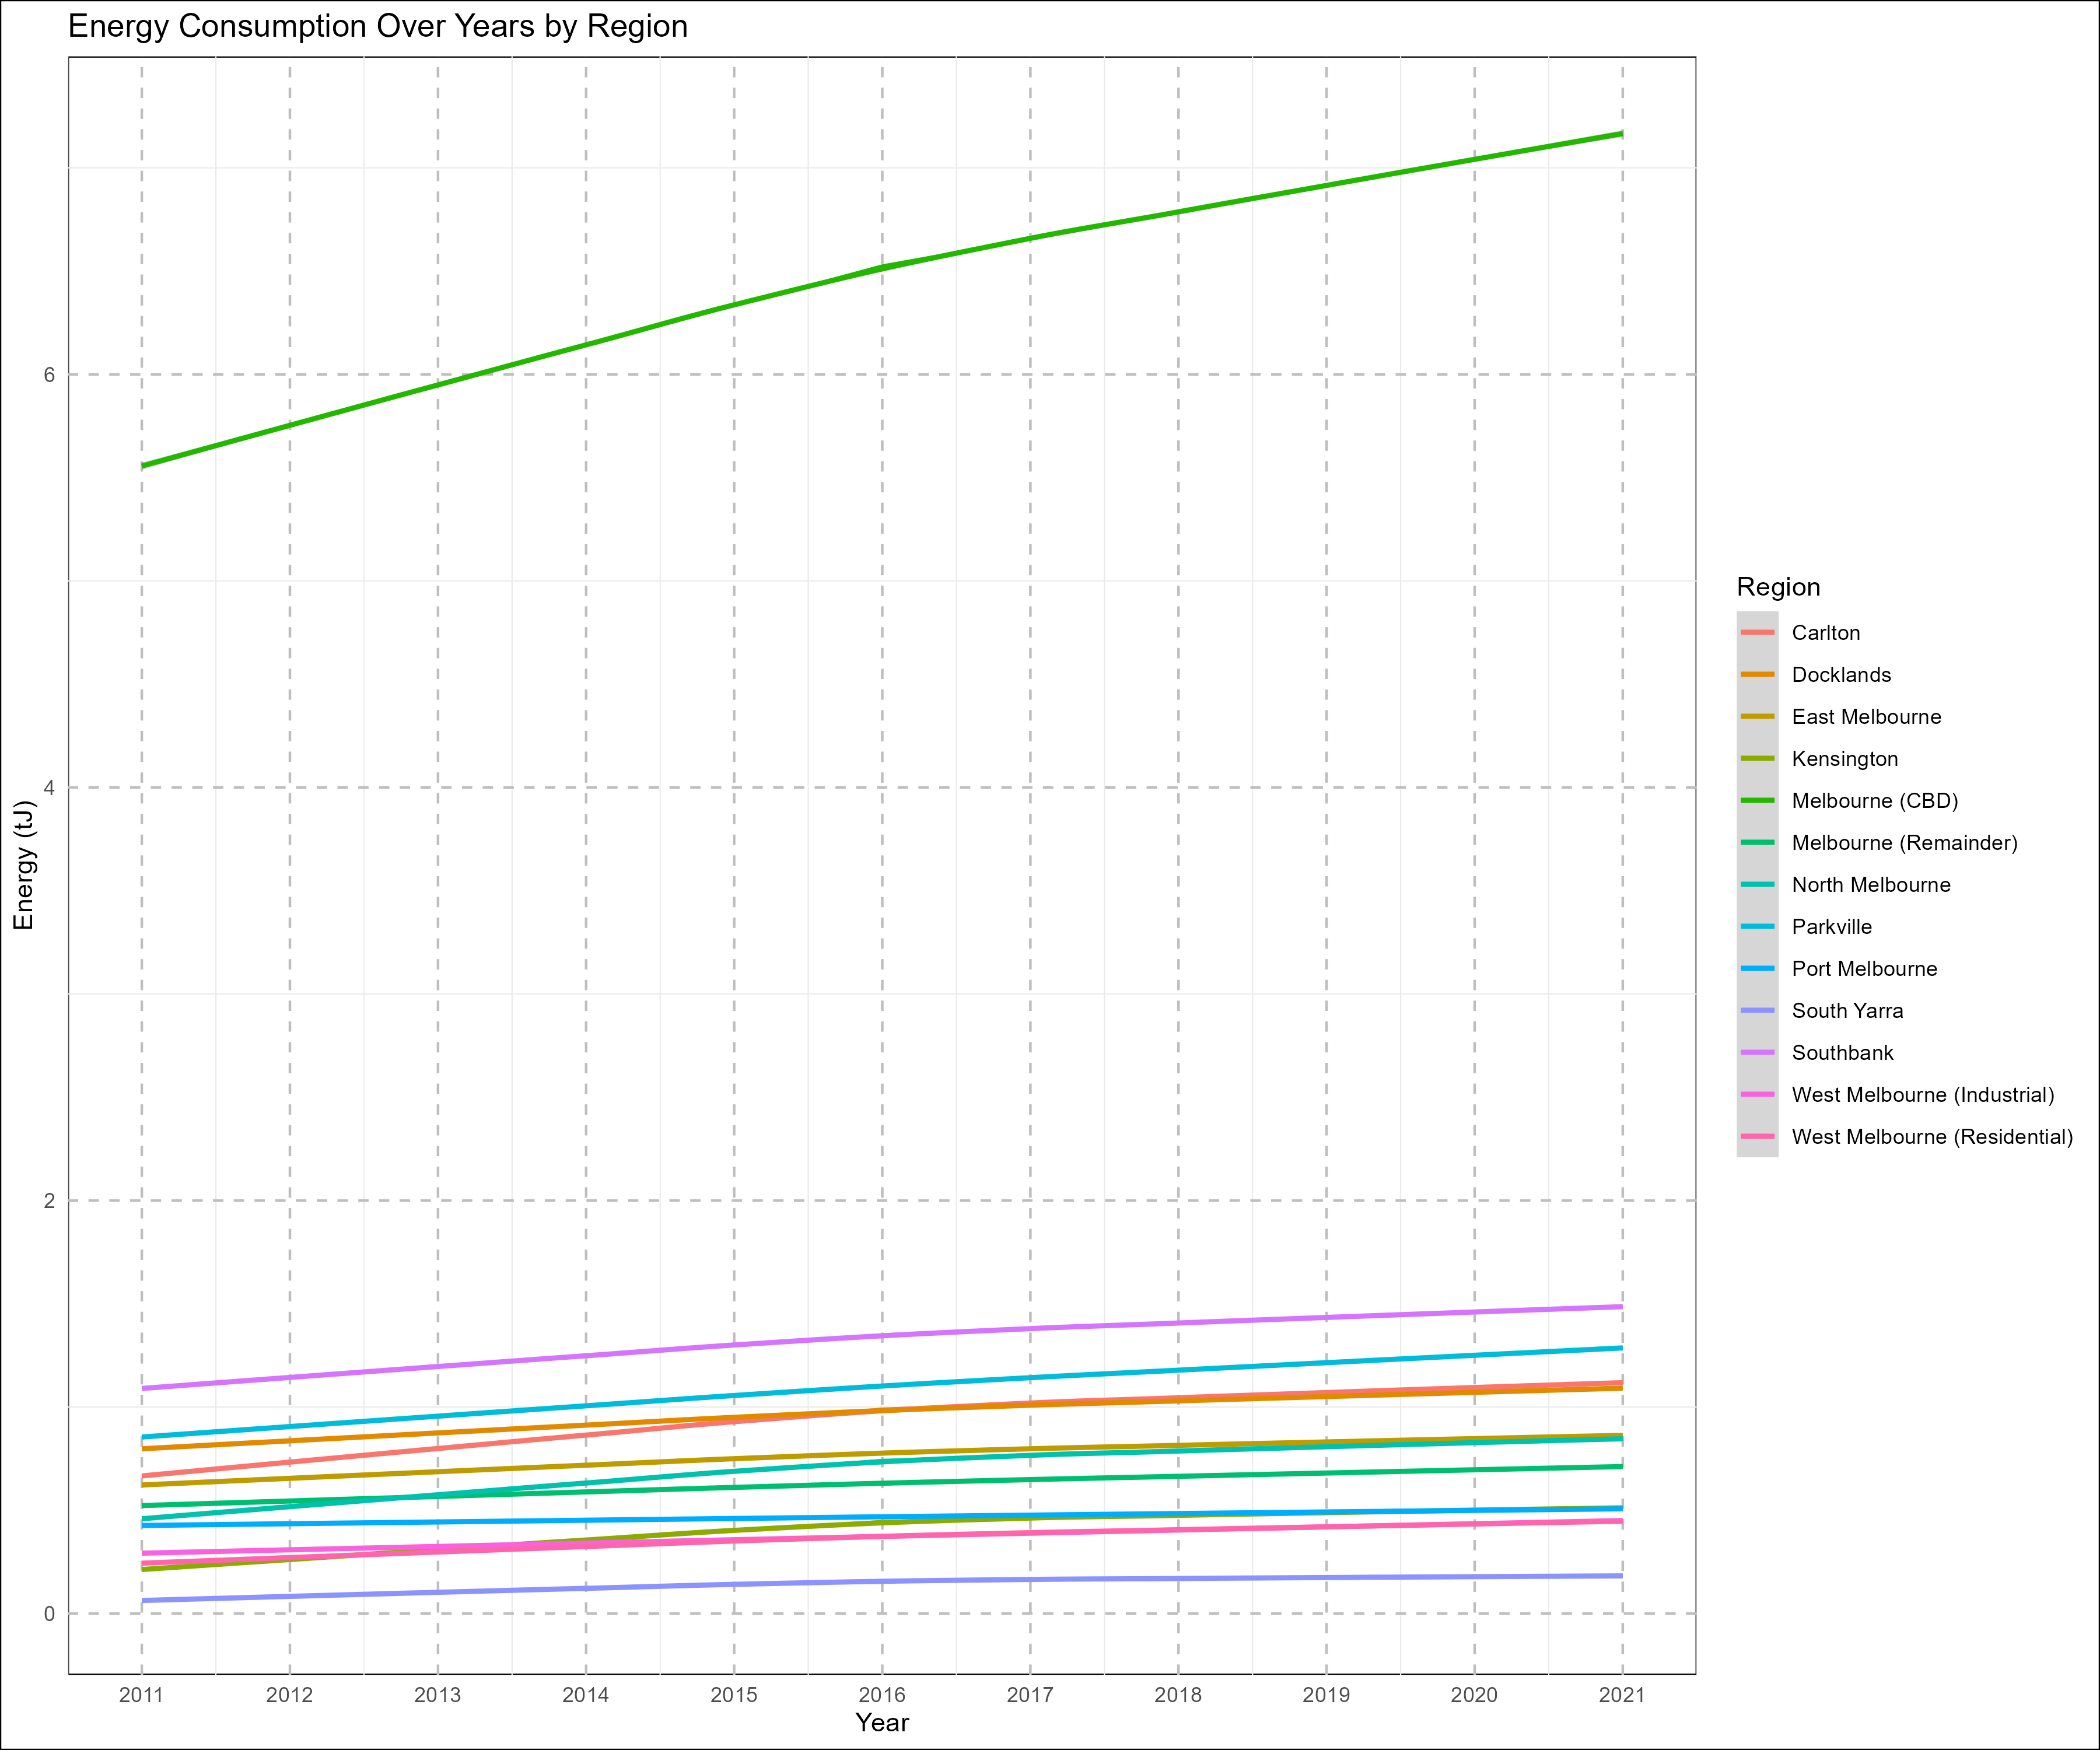 Energy Consumption Over Years by Region
Energy (tJ)
6
4
2
0
2011 2012 2013 2014 2015 2016 2017 2018 2019 2020 2021
Year
Region
Carlton
Docklands
East Melbourne
Kensington
Melbourne (CBD)
Melbourne (Remainder)
North Melbourne
Parkville
Port Melbourne
South Yarra
Southbank
West Melbourne (Industrial)
West Melbourne (Residential)